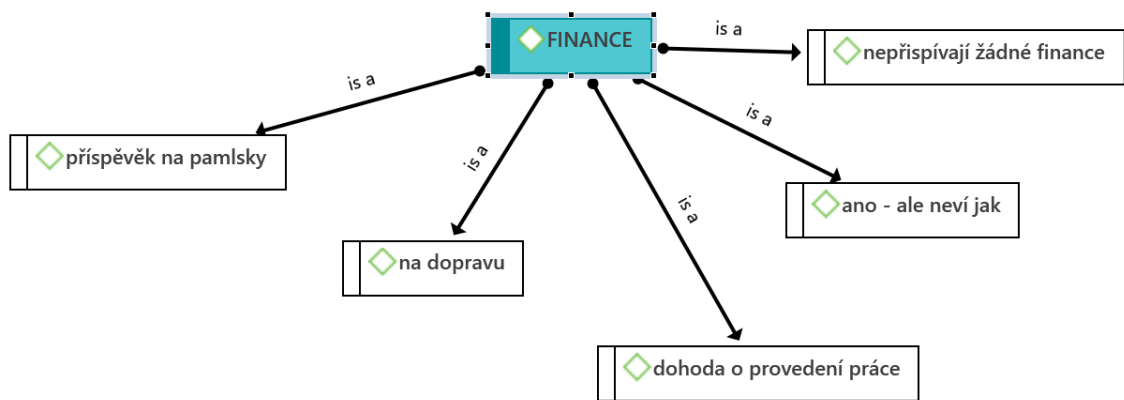 FINANCE
is a
nepřispívají žádné finance
is a
příspěvěk na pamlsky
is a
ano - ale neví jak
is a
na dopravu
is a
dohoda o provedení práce